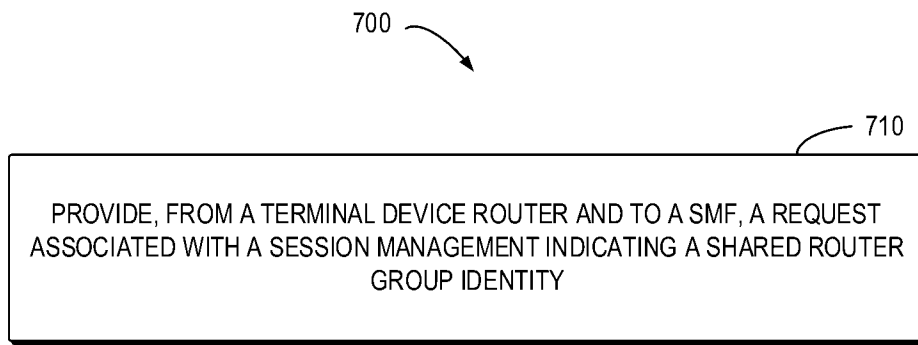 700
710
PROVIDE, FROM A TERMINAL DEVICE ROUTER AND TO A SMF, A REQUEST
ASSOCIATED WITH A SESSION MANAGEMENT INDICATING A SHARED ROUTER
GROUP IDENTITY